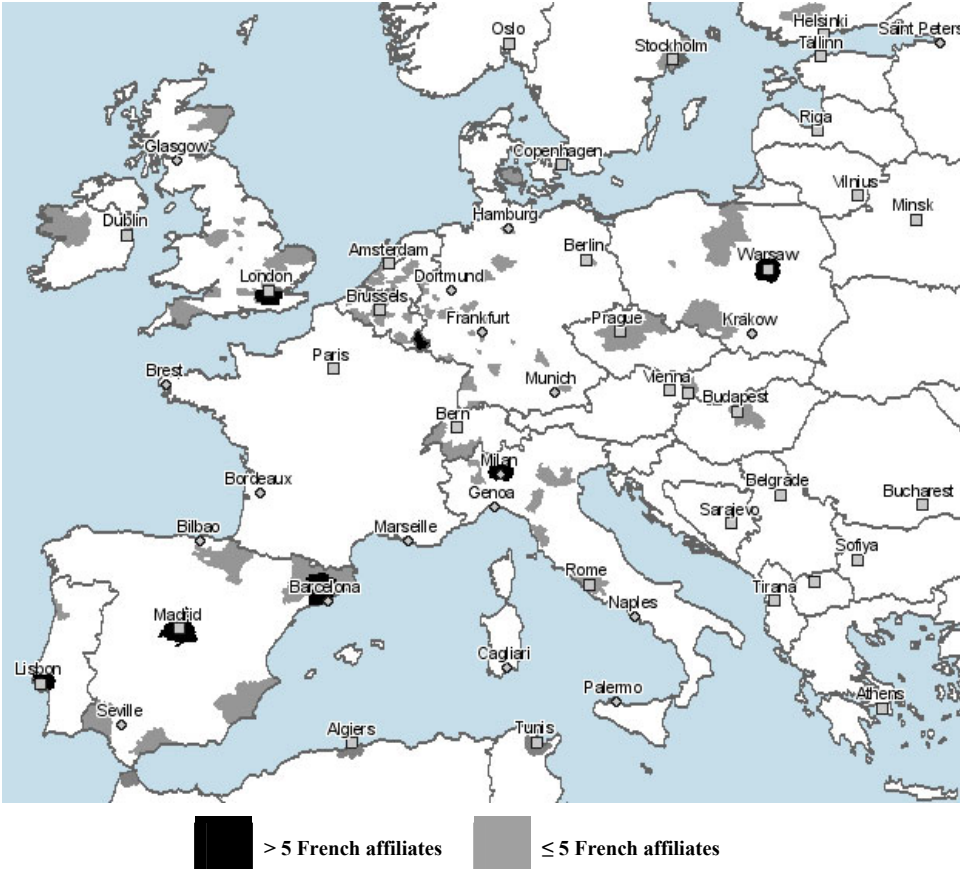 Oslo
Helsinki
Saint Peters
Stockholm
Tallinn
Riga
Glasgow
Copenhagen
Vilnius
Minsk
Dublin
Hamburg
Amsterdam
Berlin
Warsaw
London
Dortmund
Brussels
Frankfurt
Prague
Krakow
Paris
Brest
Munich
Vienna
Budapest
Bern
Milan
Bordeaux
Genoa
Belgrade
Bucharest
Sarajevo
Bilbao
Marseille
Sofiya
Barcelona
Rome
Tirana
Madrid
Naples
Lisbon
Cagliari
Palermo
Athens
Seville
Algiers
Tunis
> 5 French affiliates
≤ 5 French affiliates